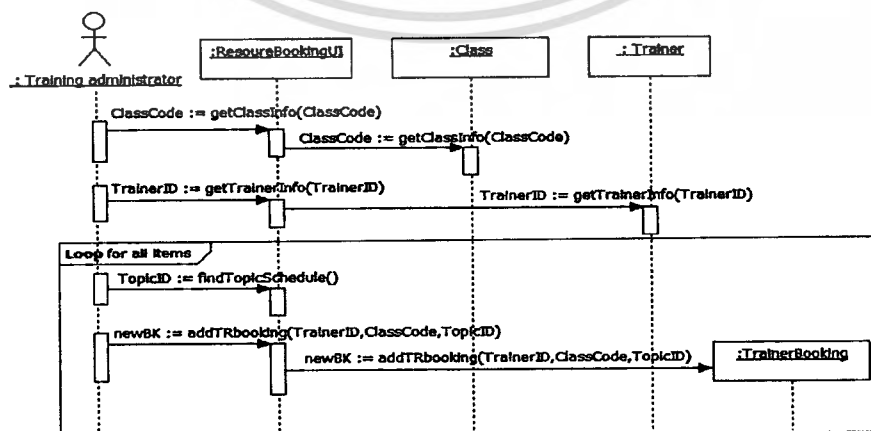 :ResoureBookingUI
:Class
: Trainer
: Training administrator
ClassCode := getClassInfo(ClassCode)
ClassCode := getClassInfo(ClassCode)
TrainerID := getTrainerInfo(TrainerID)
TrainerID := getTrainerInfo(TrainerID)
Loop for all items
TopicID := findTopicSchedule()
newBK := addTRbooking(TrainerID,ClassCode,TopicID)
newBK := addTRbooking(TrainerID,ClassCode,TopicID)
:TrainerBooking